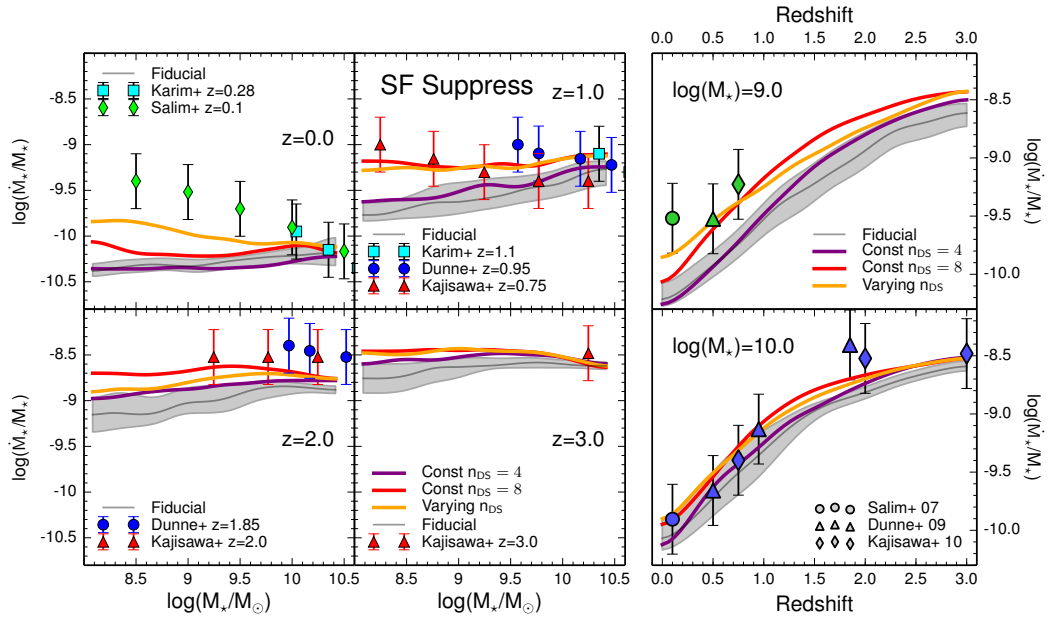 Redshift
0.0 0.5 1.0 1.5 2.0 2.5 3.0
Fiducial
Karim+ z=0.28
Salim+ z=0.1
z=0.0
-8.5
-9
-9.5
-10
-10.5
log(Ṁ⋆/M⋆)
SF Suppress
z=1.0
Fiducial
Karim+ z=1.1
Dunne+ z=0.95
Kajisawa+ z=0.75
log(M⋆)=9.0
Fiducial
Const n_DS = 4
Const n_DS = 8
Varying n_DS
-8.5
-9.0
-9.5
-10.0
log(Ṁ⋆/M⋆)
z=2.0
Fiducial
Dunne+ z=1.85
Kajisawa+ z=2.0
-8.5
-9
-9.5
-10
-10.5
log(Ṁ⋆/M⋆)
z=3.0
Const n_DS = 4
Const n_DS = 8
Varying n_DS
Fiducial
Kajisawa+ z=3.0
log(M⋆)=10.0
Salim+ 07
Dunne+ 09
Kajisawa+ 10
-8.5
-9.0
-9.5
-10.0
log(Ṁ⋆/M⋆)
8.5 9 9.5 10 10.5
log(M⋆/M⊙)
8.5 9 9.5 10 10.5
log(M⋆/M⊙)
0.0 0.5 1.0 1.5 2.0 2.5 3.0
Redshift